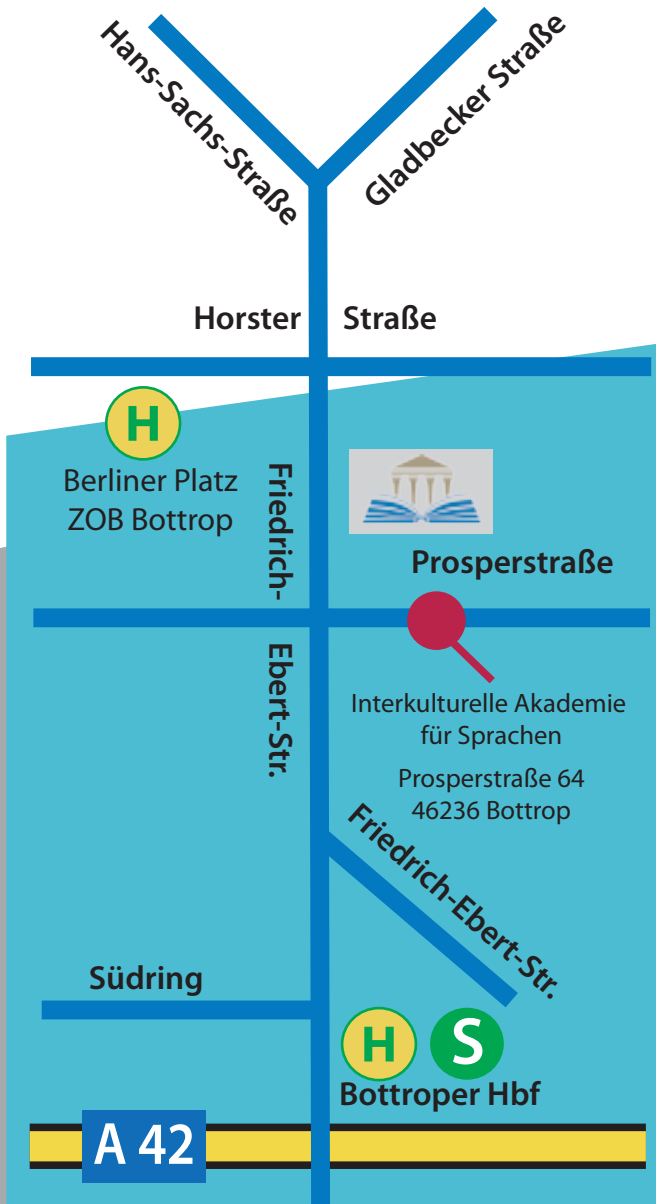 Hans-Sachs-Straße
Gladbecker Straße
Horster Straße
H
Berliner Platz
ZOB Bottrop
Friedrich-
Ebert-Str.
Prosperstraße
Interkulturelle Akademie
für Sprachen
Prosperstraße 64
46236 Bottrop
Friedrich-Ebert-Str.
Südring
H S
Bottroper Hbf
A 42